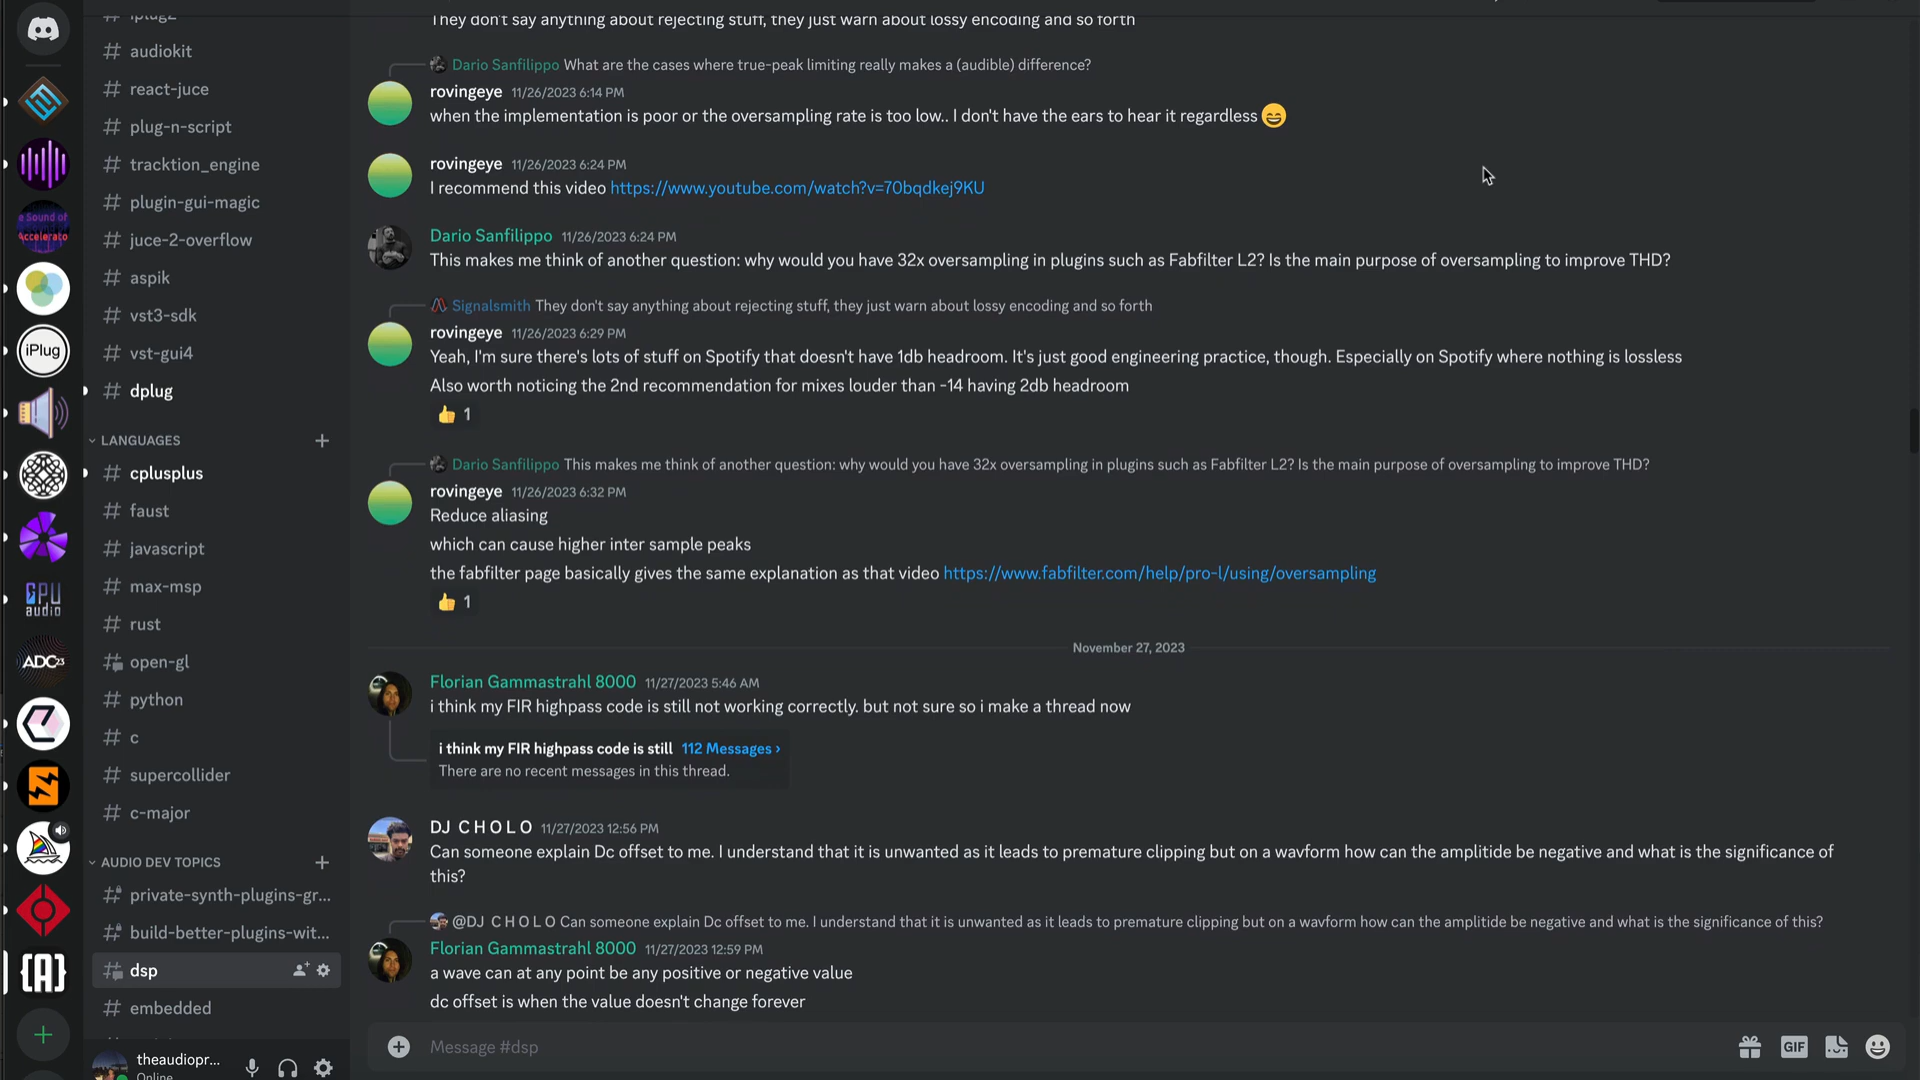 iplug2
audiokit
react-juce
plug-n-script
tracktion_engine
plugin-gui-magic
juce-2-overflow
aspik
vst3-sdk
vst-gui4
dplug
LANGUAGES
cplusplus
faust
javascript
max-msp
rust
open-gl
python
c
supercollider
c-major
AUDIO DEV TOPICS
private-synth-plugins-gr...
build-better-plugins-wit...
dsp
embedded
theaudiopr...
Online
e Sound of
Accelerato
iPlug
GPU
audio
ADC23
[A]
They don't say anything about rejecting stuff, they just warn about lossy encoding and so forth
Dario Sanfilippo What are the cases where true-peak limiting really makes a (audible) difference?
rovingeye 11/26/2023 6:14 PM
when the implementation is poor or the oversampling rate is too low.. I don't have the ears to hear it regardless 😄
rovingeye 11/26/2023 6:24 PM
I recommend this video https://www.youtube.com/watch?v=70bqdkej9KU
Dario Sanfilippo 11/26/2023 6:24 PM
This makes me think of another question: why would you have 32x oversampling in plugins such as Fabfilter L2? Is the main purpose of oversampling to improve THD?
Signalsmith They don't say anything about rejecting stuff, they just warn about lossy encoding and so forth
rovingeye 11/26/2023 6:29 PM
Yeah, I'm sure there's lots of stuff on Spotify that doesn't have 1db headroom. It's just good engineering practice, though. Especially on Spotify where nothing is lossless
Also worth noticing the 2nd recommendation for mixes louder than -14 having 2db headroom
👍 1
Dario Sanfilippo This makes me think of another question: why would you have 32x oversampling in plugins such as Fabfilter L2? Is the main purpose of oversampling to improve THD?
rovingeye 11/26/2023 6:32 PM
Reduce aliasing
which can cause higher inter sample peaks
the fabfilter page basically gives the same explanation as that video https://www.fabfilter.com/help/pro-l/using/oversampling
👍 1
November 27, 2023
Florian Gammastrahl 8000 11/27/2023 5:46 AM
i think my FIR highpass code is still not working correctly. but not sure so i make a thread now
i think my FIR highpass code is still 112 Messages ›
There are no recent messages in this thread.
DJ C H O L O 11/27/2023 12:56 PM
Can someone explain Dc offset to me. I understand that it is unwanted as it leads to premature clipping but on a wavform how can the amplitide be negative and what is the significance of
this?
@DJ C H O L O Can someone explain Dc offset to me. I understand that it is unwanted as it leads to premature clipping but on a wavform how can the amplitide be negative and what is the significance of this?
Florian Gammastrahl 8000 11/27/2023 12:59 PM
a wave can at any point be any positive or negative value
dc offset is when the value doesn't change forever
Message #dsp
GIF